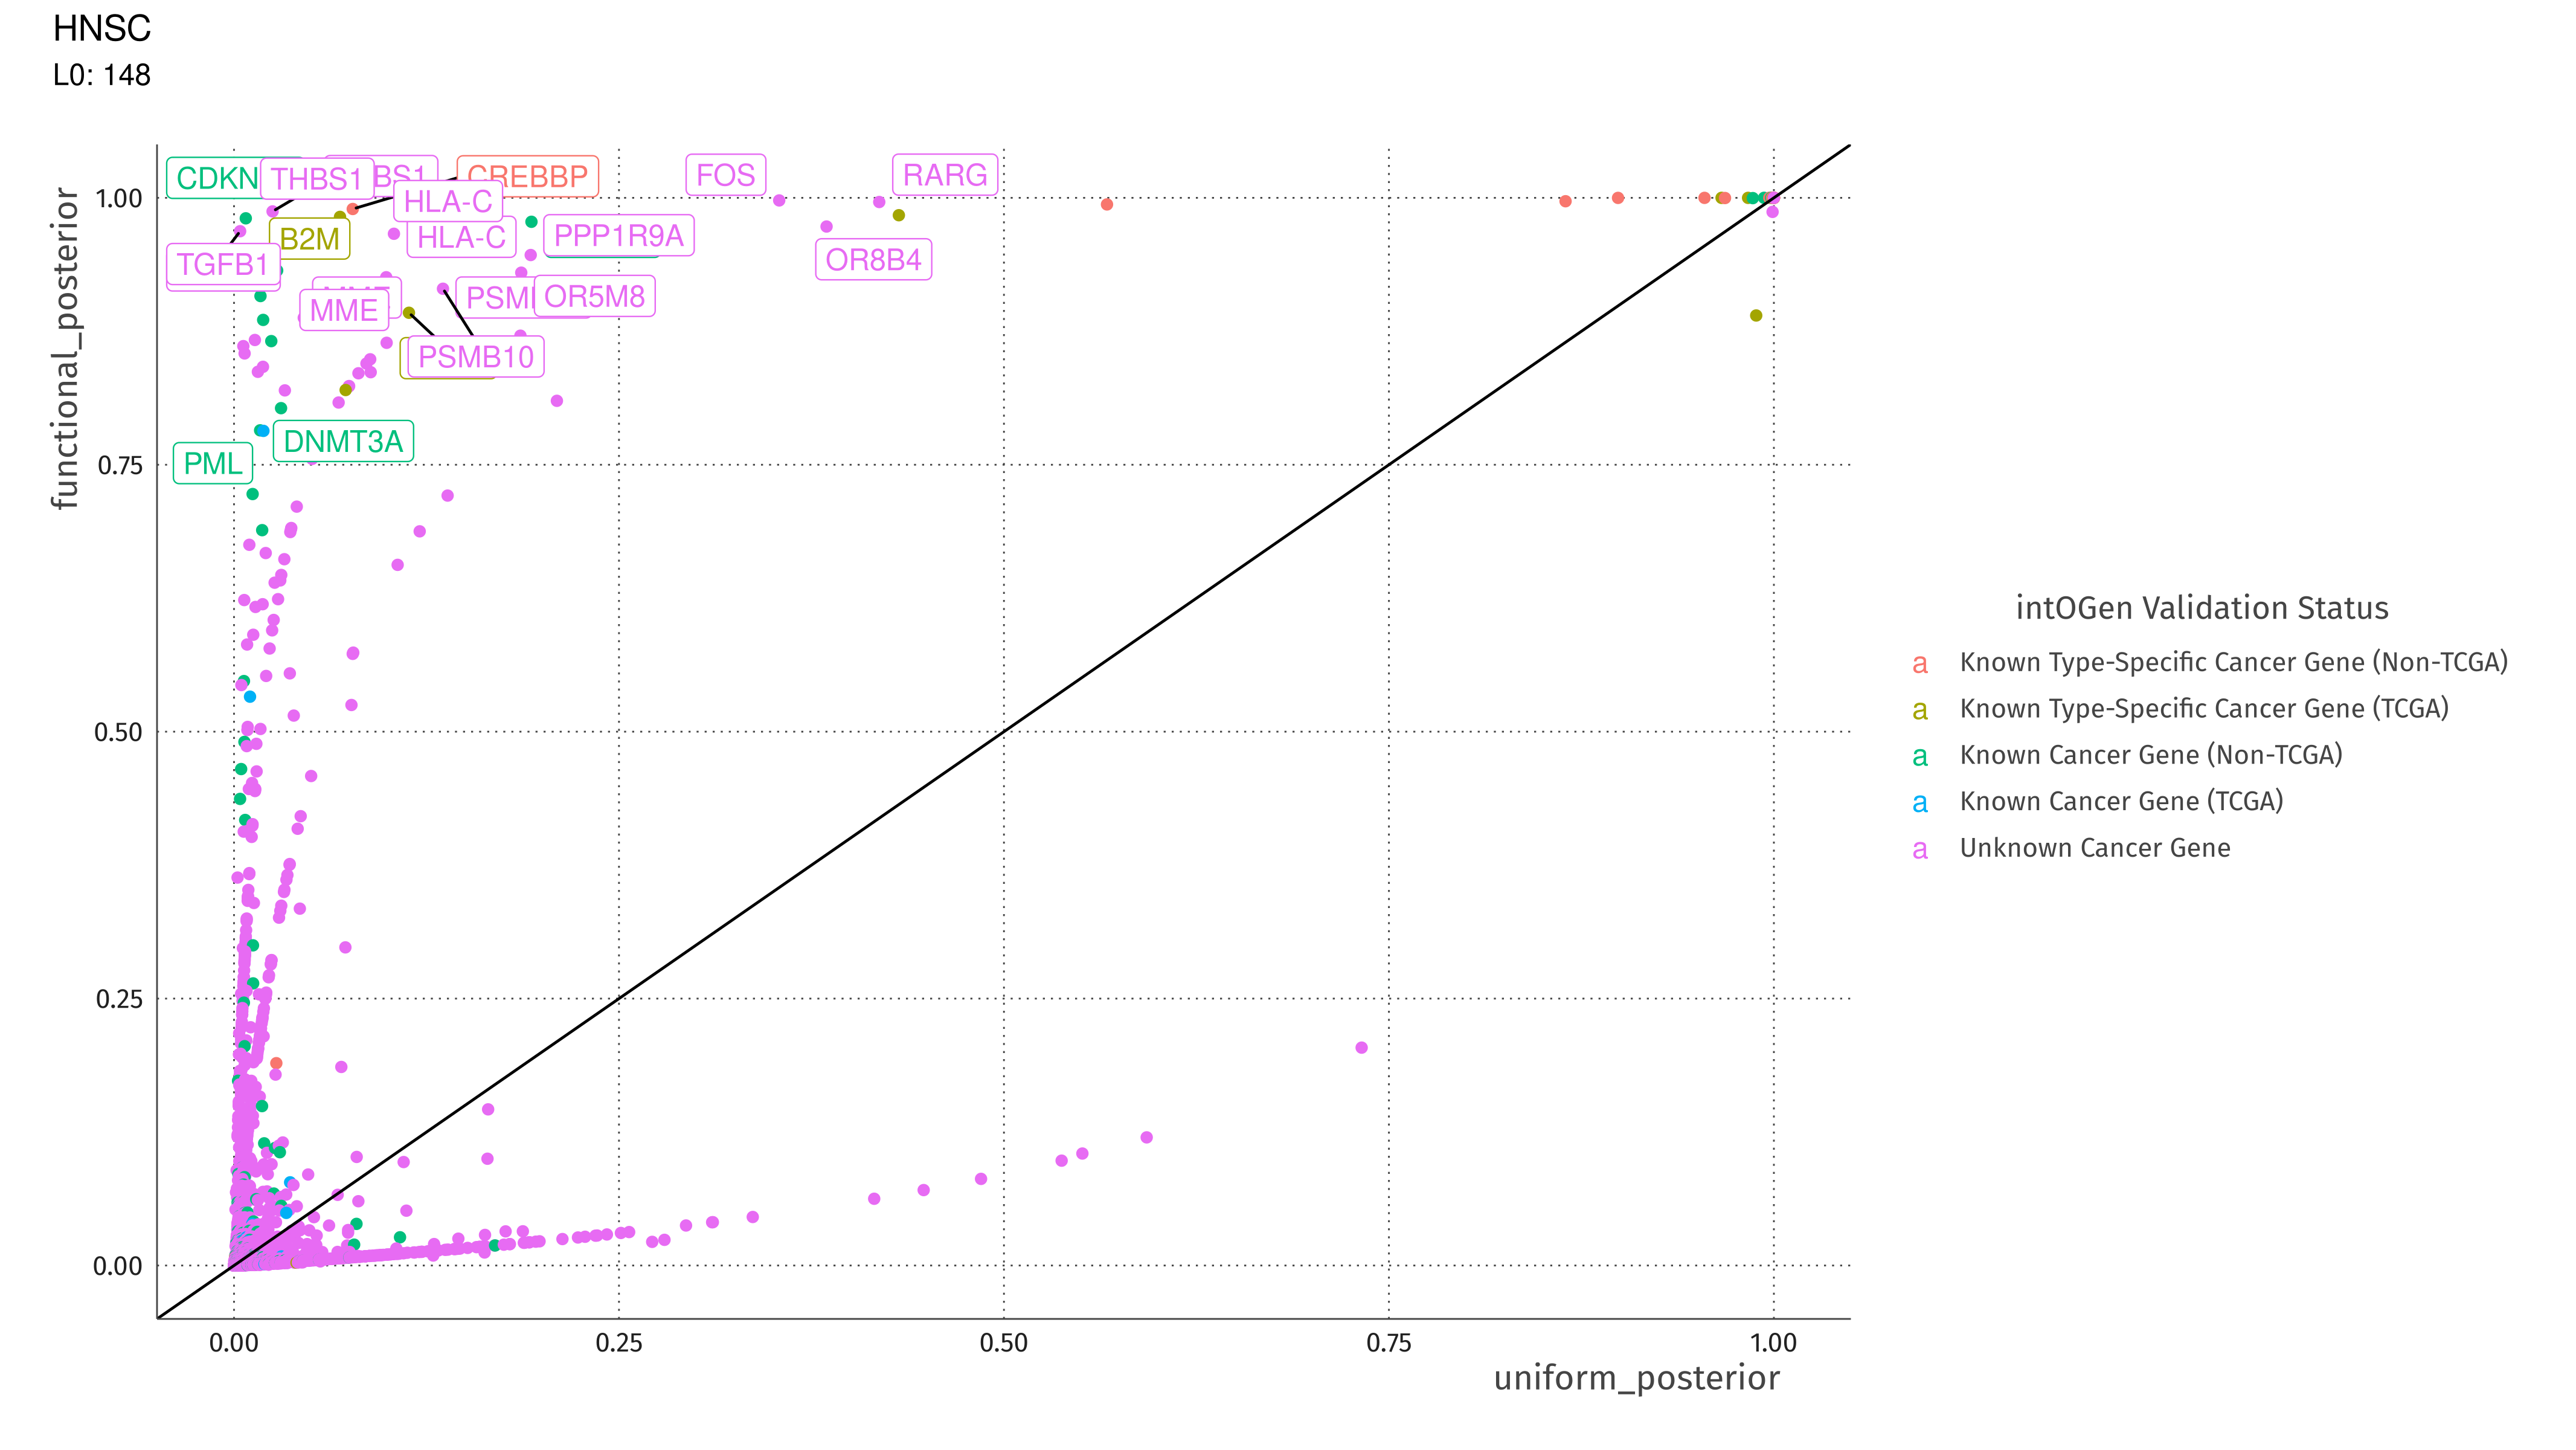 HNSC
L0: 148
functional_posterior
1.00
0.75
0.50
0.25
0.00
CDKN
THBS1
BS1
CREBBP
HLA-C
FOS
RARG
B2M
HLA-C
PPP1R9A
OR8B4
TGFB1
MME
OR5M8
PSMB10
DNMT3A
PML
0.00
0.25
0.50
0.75
1.00
uniform_posterior
intOGen Validation Status
a Known Type-Specific Cancer Gene (Non-TCGA)
a Known Type-Specific Cancer Gene (TCGA)
a Known Cancer Gene (Non-TCGA)
a Known Cancer Gene (TCGA)
a Unknown Cancer Gene